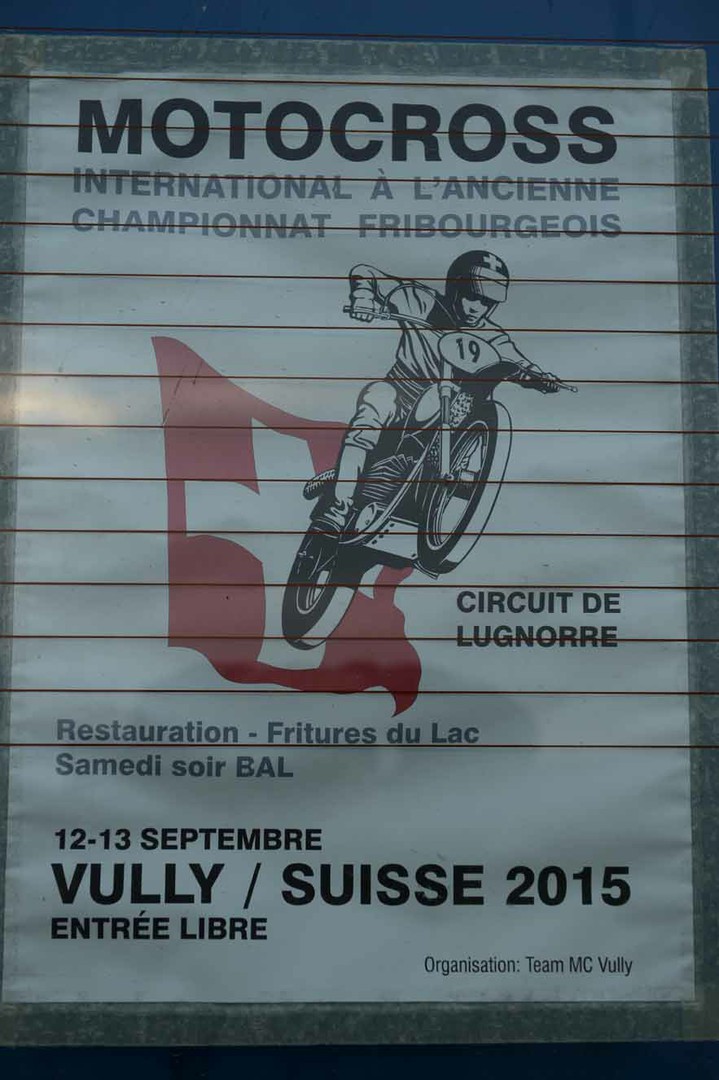 MOTOCROSS
INTERNATIONAL À L'ANCIENNE
CHAMPIONNAT FRIBOURGEOIS
19
CIRCUIT DE
LUGNORRE
Restauration - Fritures du Lac
Samedi soir BAL
12-13 SEPTEMBRE
VULLY / SUISSE 2015
ENTRÉE LIBRE
Organisation: Team MC Vully